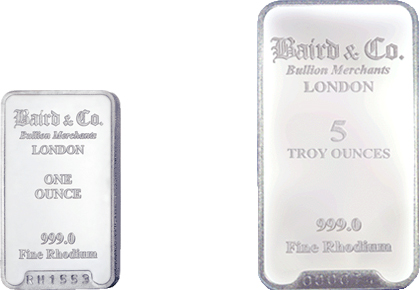 Baird & Co.
Bullion Merchants
LONDON
ONE
OUNCE
999.0
Fine Rhodium
RH1553
Baird & Co.
Bullion Merchants
LONDON
5
TROY OUNCES
999.0
Fine Rhodium